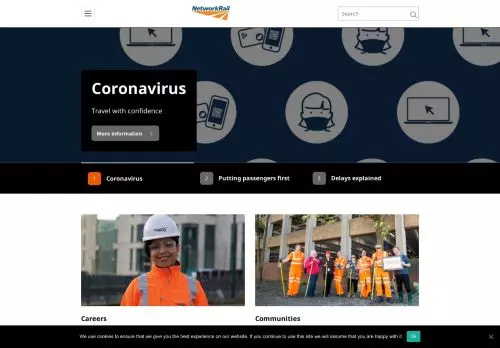 NetworkRail
Search
Coronavirus
Travel with confidence
More information
1 Coronavirus
2 Putting passengers first
3 Delays explained
Careers
Communities
We use cookies to ensure that we give you the best experience on our website. If you continue to use this site we will assume that you are happy with it.
Ok